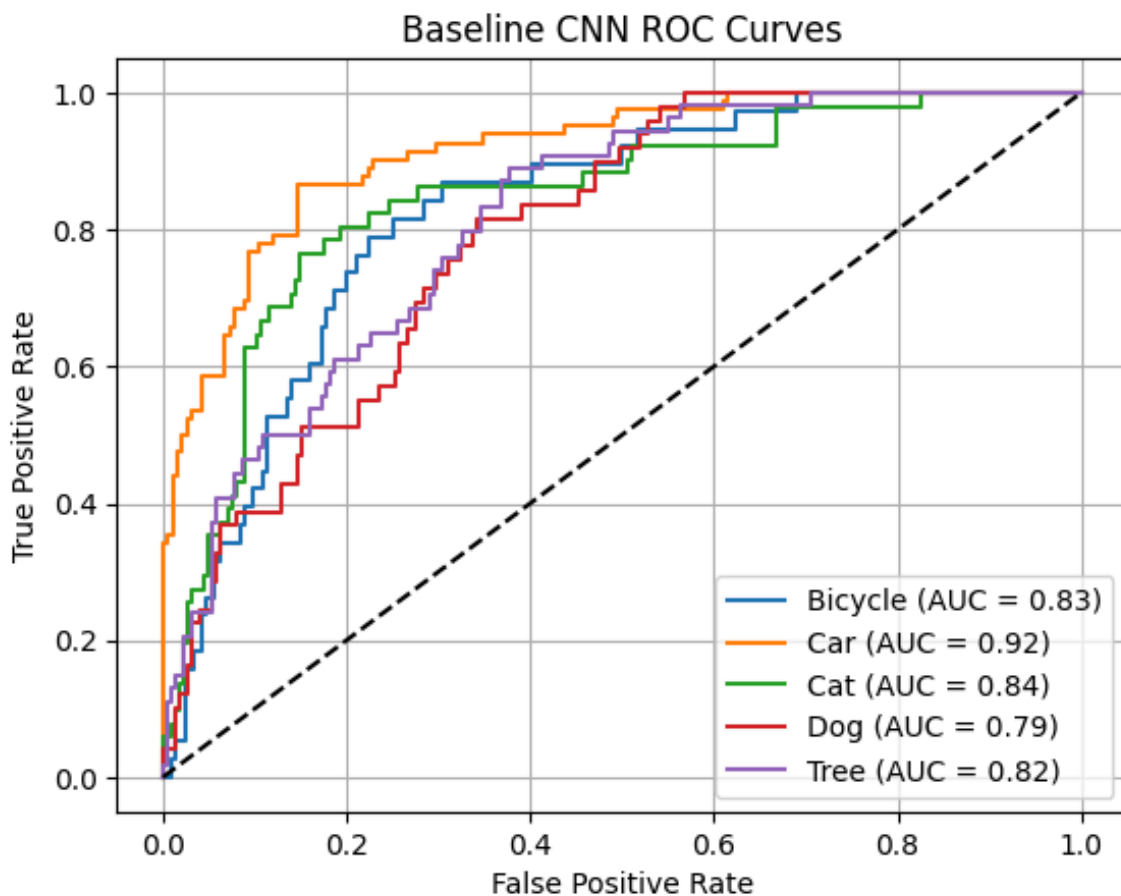 Baseline CNN ROC Curves
True Positive Rate
1.0
0.8
0.6
0.4
0.2
0.0
Bicycle (AUC = 0.83)
Car (AUC = 0.92)
Cat (AUC = 0.84)
Dog (AUC = 0.79)
Tree (AUC = 0.82)
0.0 0.2 0.4 0.6 0.8 1.0
False Positive Rate